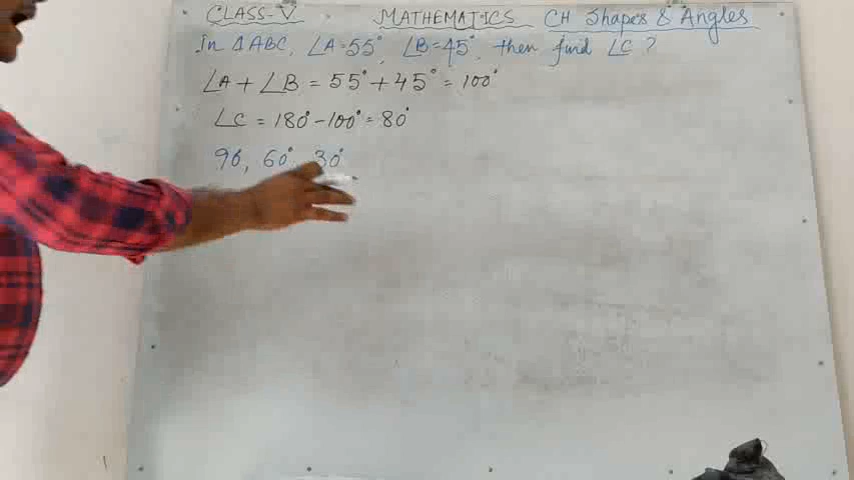 CLASS-V MATHEMATICS CH Shapes & Angles
In ΔABC, ∠A=55°, ∠B=45°, then find ∠C ?
∠A + ∠B = 55° + 45° = 100°
∠C = 180° - 100° = 80°
90°, 60°, 30°